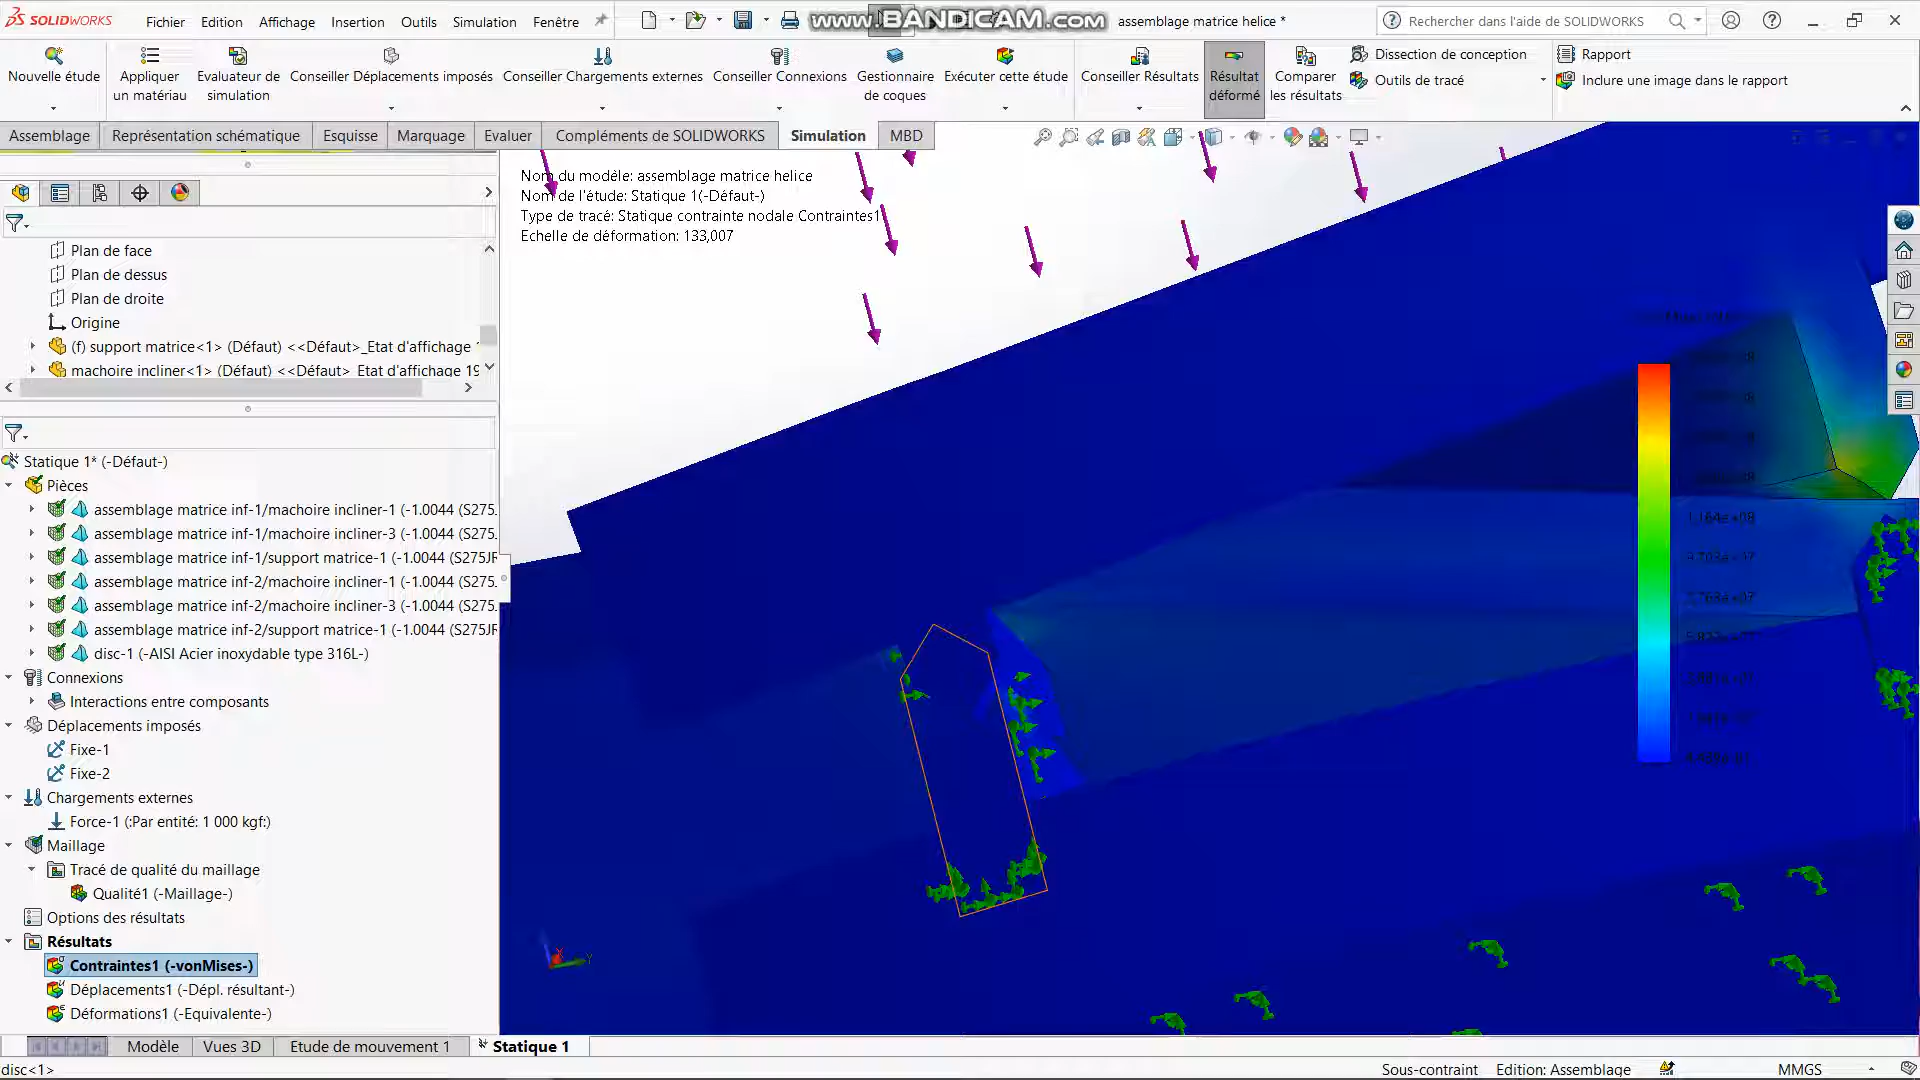 SOLIDWORKS
Fichier Edition Affichage Insertion Outils Simulation Fenêtre
www.BANDICAM.com
assemblage matrice helice *
Rechercher dans l'aide de SOLIDWORKS
Nouvelle étude
Appliquer un matériau
Evaluateur de simulation
Conseiller Déplacements imposés
Conseiller Chargements externes
Conseiller Connexions
Gestionnaire de coques
Exécuter cette étude
Conseiller Résultats
Résultat déformé
Comparer les résultats
Dissection de conception
Outils de tracé
Rapport
Inclure une image dans le rapport
Assemblage Représentation schématique Esquisse Marquage Evaluer Compléments de SOLIDWORKS Simulation MBD
Plan de face
Plan de dessus
Plan de droite
Origine
(f) support matrice<1> (Défaut) <<Défaut>_Etat d'affichage
machoire incliner<1> (Défaut) <<Défaut>_Etat d'affichage 19
Statique 1* (-Défaut-)
Pièces
assemblage matrice inf-1/machoire incliner-1 (-1.0044 (S275.
assemblage matrice inf-1/machoire incliner-3 (-1.0044 (S275.
assemblage matrice inf-1/support matrice-1 (-1.0044 (S275JR
assemblage matrice inf-2/machoire incliner-1 (-1.0044 (S275.
assemblage matrice inf-2/machoire incliner-3 (-1.0044 (S275.
assemblage matrice inf-2/support matrice-1 (-1.0044 (S275JR
disc-1 (-AISI Acier inoxydable type 316L-)
Connexions
Interactions entre composants
Déplacements imposés
Fixe-1
Fixe-2
Chargements externes
Force-1 (:Par entité: 1 000 kgf:)
Maillage
Tracé de qualité du maillage
Qualité1 (-Maillage-)
Options des résultats
Résultats
Contraintes1 (-vonMises-)
Déplacements1 (-Dépl. résultant-)
Déformations1 (-Equivalente-)
Nom du modèle: assemblage matrice helice
Nom de l'étude: Statique 1(-Défaut-)
Type de tracé: Statique contrainte nodale Contraintes1
Echelle de déformation: 133,007
1,164e+08
9,703e+07
7,763e+07
Modèle Vues 3D Etude de mouvement 1 Statique 1
disc<1>
Sous-contraint Edition: Assemblage MMGS